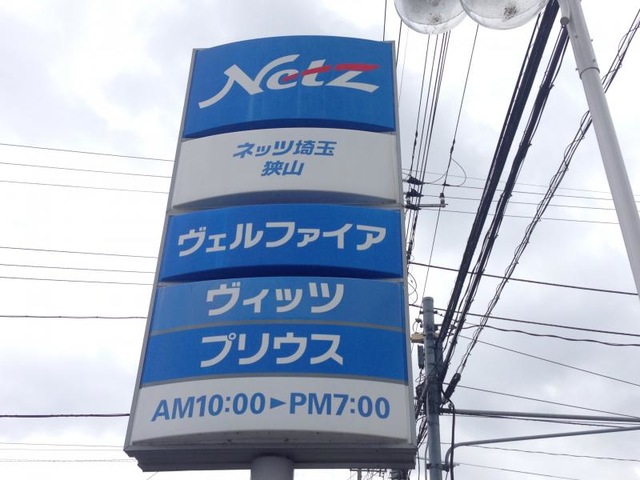 Netz
ネッツ埼玉
狭山
ヴェルファイア
ヴィッツ
プリウス
AM10:00►PM7:00